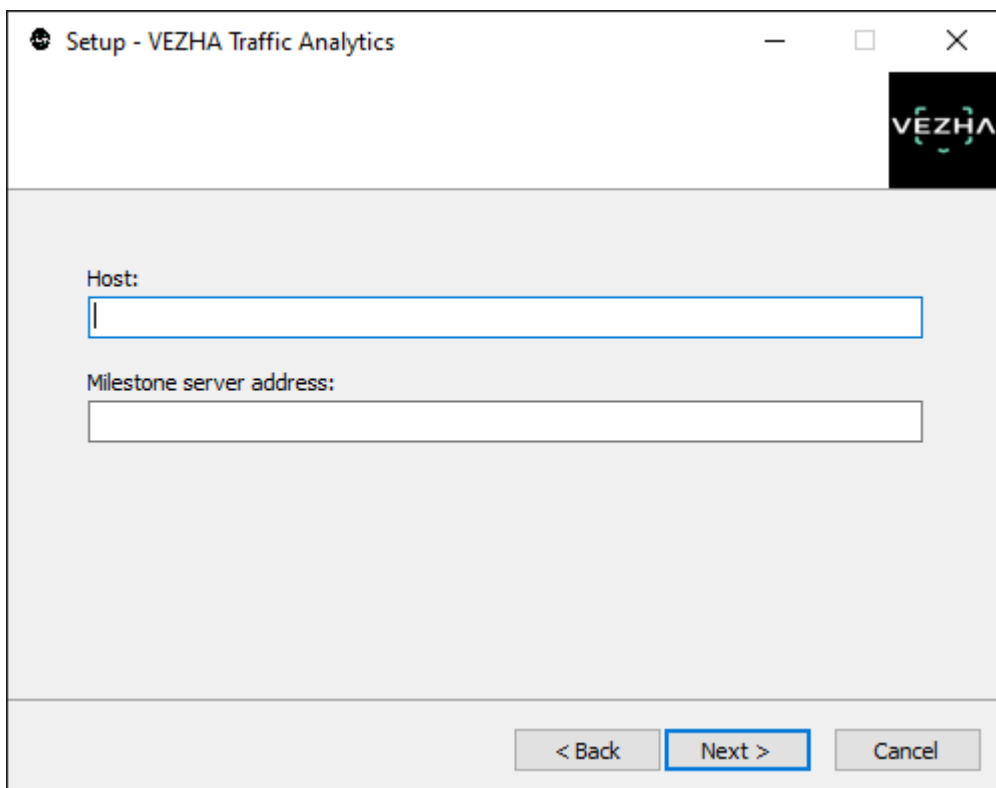 Setup - VEZHA Traffic Analytics
VEZHA
Host:
Milestone server address:
< Back
Next >
Cancel